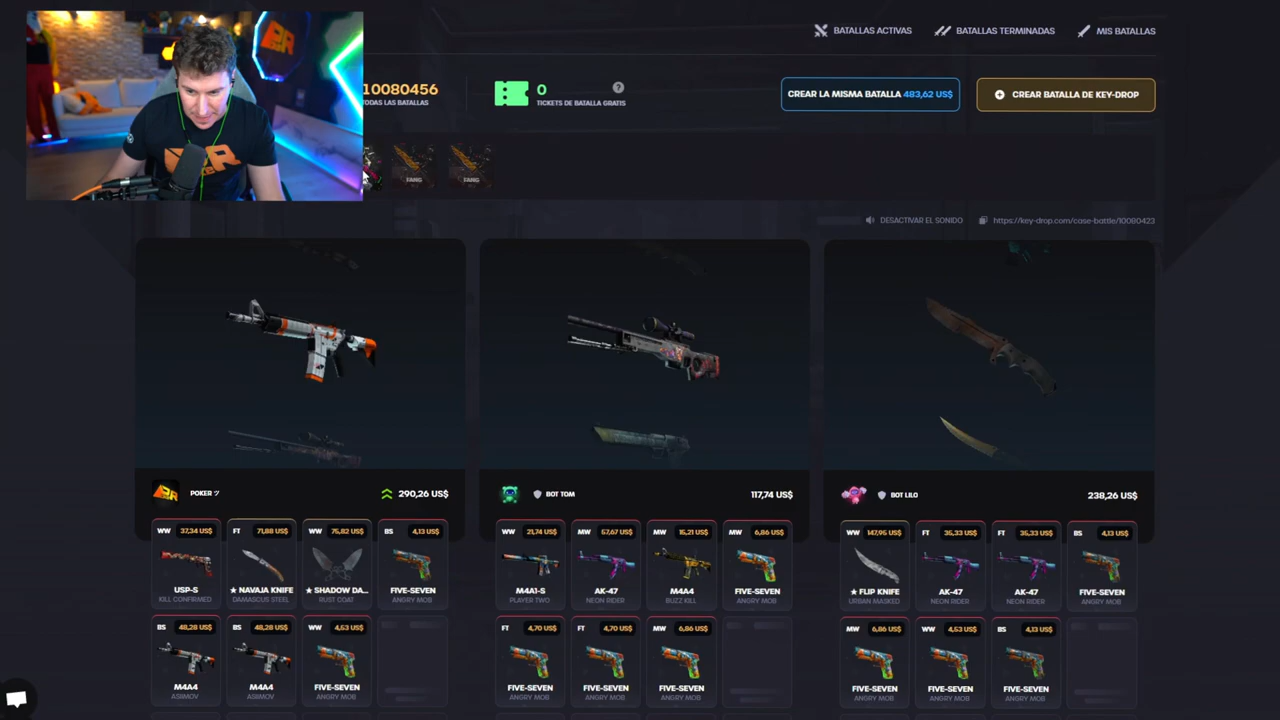 BATALLAS ACTIVAS
BATALLAS TERMINADAS
MIS BATALLAS
10080456
TODAS LAS BATALLAS
0
?
TICKETS DE BATALLA GRATIS
CREAR LA MISMA BATALLA 483,62 US$
CREAR BATALLA DE KEY-DROP
FANG
FANG
DESACTIVAR EL SONIDO
https://key-drop.com/case-battle/10080423
POKER ツ
290,26 US$
BOT TOM
117,74 US$
BOT LILO
238,26 US$
WW 37,34 US$
FT 71,88 US$
WW 75,82 US$
BS 4,13 US$
USP-S
KILL CONFIRMED
★ NAVAJA KNIFE
DAMASCUS STEEL
★ SHADOW DA...
RUST COAT
FIVE-SEVEN
ANGRY MOB
WW 21,74 US$
MW 57,67 US$
MW 15,21 US$
MW 6,86 US$
M4A1-S
PLAYER TWO
AK-47
NEON RIDER
M4A4
BUZZ KILL
FIVE-SEVEN
ANGRY MOB
WW 147,95 US$
FT 35,33 US$
FT 35,33 US$
BS 4,13 US$
★ FLIP KNIFE
URBAN MASKED
AK-47
NEON RIDER
AK-47
NEON RIDER
FIVE-SEVEN
ANGRY MOB
BS 48,28 US$
BS 48,28 US$
WW 4,53 US$
M4A4
ASIIMOV
M4A4
ASIIMOV
FIVE-SEVEN
ANGRY MOB
FT 4,70 US$
FT 4,70 US$
MW 6,86 US$
FIVE-SEVEN
ANGRY MOB
FIVE-SEVEN
ANGRY MOB
FIVE-SEVEN
ANGRY MOB
MW 6,86 US$
WW 4,53 US$
BS 4,13 US$
FIVE-SEVEN
ANGRY MOB
FIVE-SEVEN
ANGRY MOB
FIVE-SEVEN
ANGRY MOB